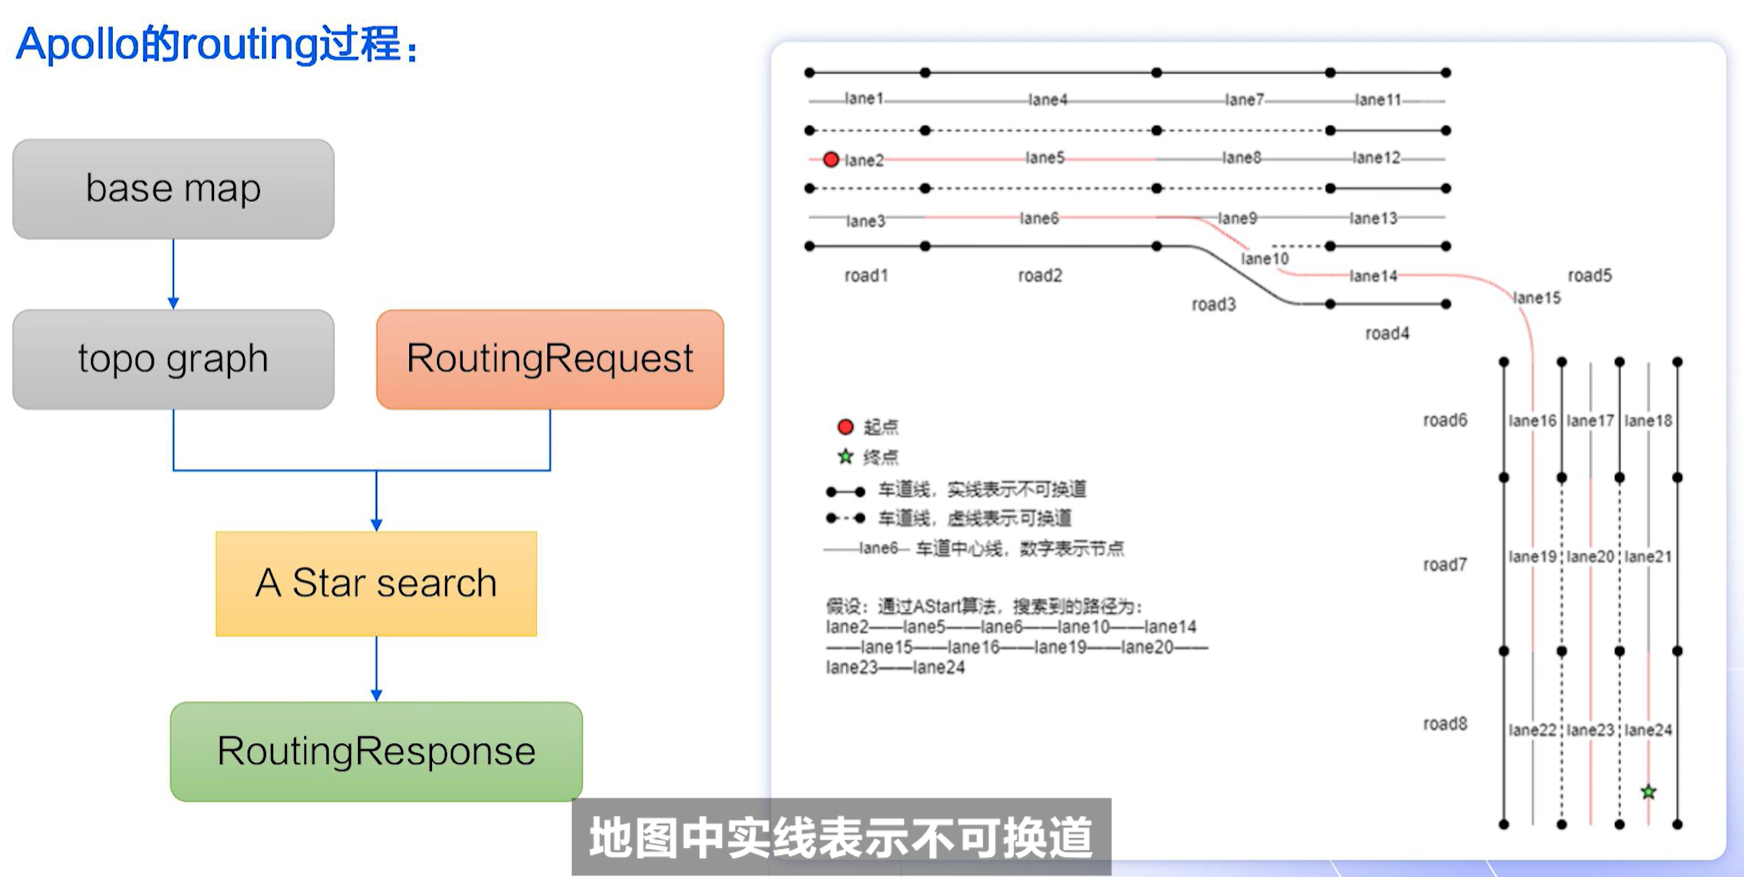 Apollo的routing过程：
base map
topo graph
RoutingRequest
A Star search
RoutingResponse
lane1
lane4
lane7
lane11
lane2
lane5
lane8
lane12
lane3
lane6
lane9
lane13
lane10
lane14
lane15
road1
road2
road3
road4
road5
起点
终点
车道线，实线表示不可换道
车道线，虚线表示可换道
lane6 车道中心线，数字表示节点
假设：通过AStart算法，搜索到的路径为：
lane2——lane5——lane6——lane10——lane14
——lane15——lane16——lane19——lane20——
lane23——lane24
road6
lane16
lane17
lane18
road7
lane19
lane20
lane21
road8
lane22
lane23
lane24
地图中实线表示不可换道